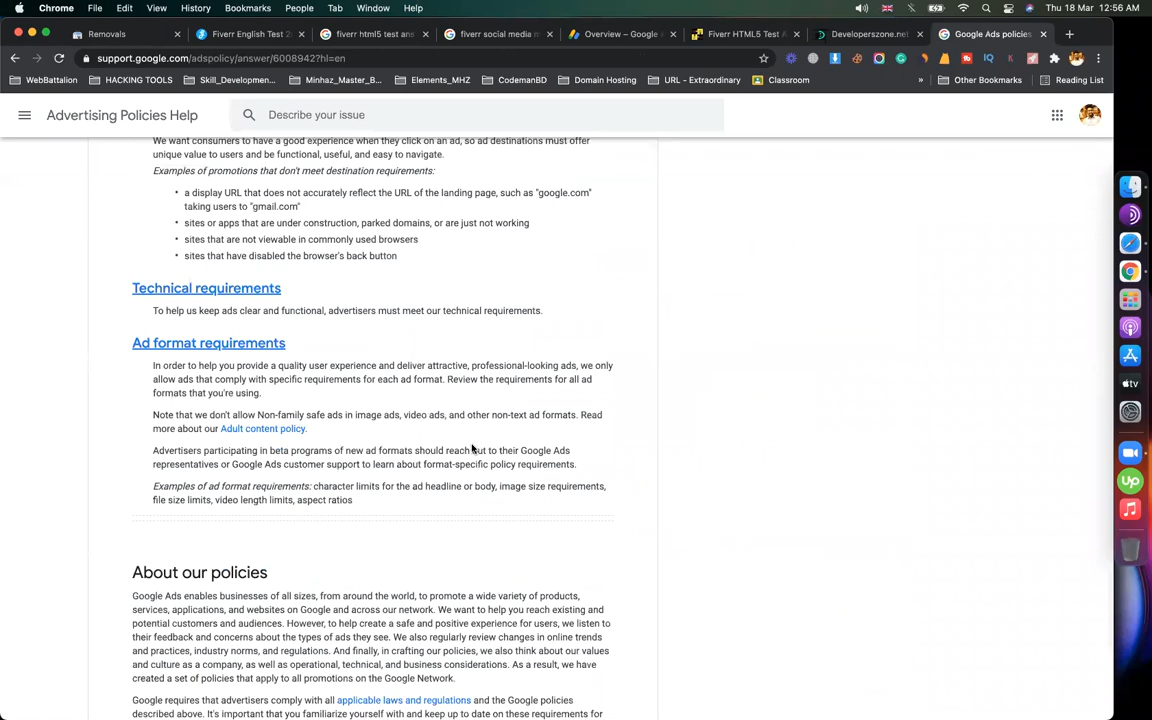 Chrome File Edit View History Bookmarks People Tab Window Help Thu 18 Mar 12:56 AM
Removals Fiverr English Test 2 fiverr html5 test ans fiverr social media m Overview – Google Fiverr HTML5 Test A Developerszone.net Google Ads policies
support.google.com/adspolicy/answer/6008942?hl=en
WebBattalion HACKING TOOLS Skill_Developmen... Minhaz_Master_B... Elements_MHZ CodemanBD Domain Hosting URL - Extraordinary Classroom » Other Bookmarks Reading List
Advertising Policies Help Describe your issue
We want consumers to have a good experience when they click on an ad, so ad destinations must offer
unique value to users and be functional, useful, and easy to navigate.
Examples of promotions that don't meet destination requirements:
• a display URL that does not accurately reflect the URL of the landing page, such as "google.com"
taking users to "gmail.com"
• sites or apps that are under construction, parked domains, or are just not working
• sites that are not viewable in commonly used browsers
• sites that have disabled the browser's back button
Technical requirements
To help us keep ads clear and functional, advertisers must meet our technical requirements.
Ad format requirements
In order to help you provide a quality user experience and deliver attractive, professional-looking ads, we only
allow ads that comply with specific requirements for each ad format. Review the requirements for all ad
formats that you're using.
Note that we don't allow Non-family safe ads in image ads, video ads, and other non-text ad formats. Read
more about our Adult content policy.
Advertisers participating in beta programs of new ad formats should reach out to their Google Ads
representatives or Google Ads customer support to learn about format-specific policy requirements.
Examples of ad format requirements: character limits for the ad headline or body, image size requirements,
file size limits, video length limits, aspect ratios
About our policies
Google Ads enables businesses of all sizes, from around the world, to promote a wide variety of products,
services, applications, and websites on Google and across our network. We want to help you reach existing and
potential customers and audiences. However, to help create a safe and positive experience for users, we listen to
their feedback and concerns about the types of ads they see. We also regularly review changes in online trends
and practices, industry norms, and regulations. And finally, in crafting our policies, we also think about our values
and culture as a company, as well as operational, technical, and business considerations. As a result, we have
created a set of policies that apply to all promotions on the Google Network.
Google requires that advertisers comply with all applicable laws and regulations and the Google policies
described above. It's important that you familiarize yourself with and keep up to date on these requirements for
tv
Up